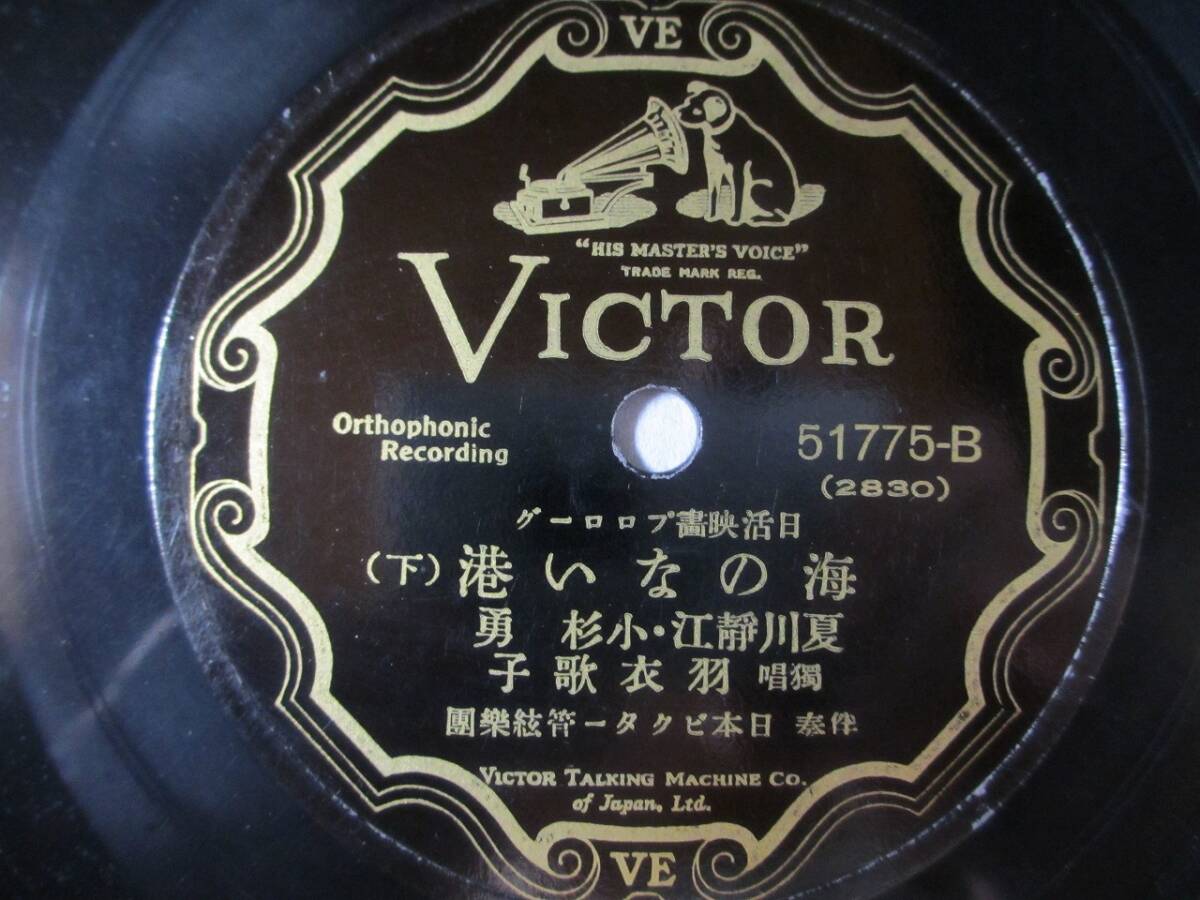 VE
"HIS MASTER'S VOICE"
TRADE MARK REG.
VICTOR
Orthophonic
Recording
51775-B
(2830)
日活映畵プロローグ
海のない港 (下)
夏川靜江・小杉 勇
獨唱 羽衣歌子
伴奏 日本ビクター管絃樂團
VICTOR TALKING MACHINE CO.
of Japan, Ltd.
VE